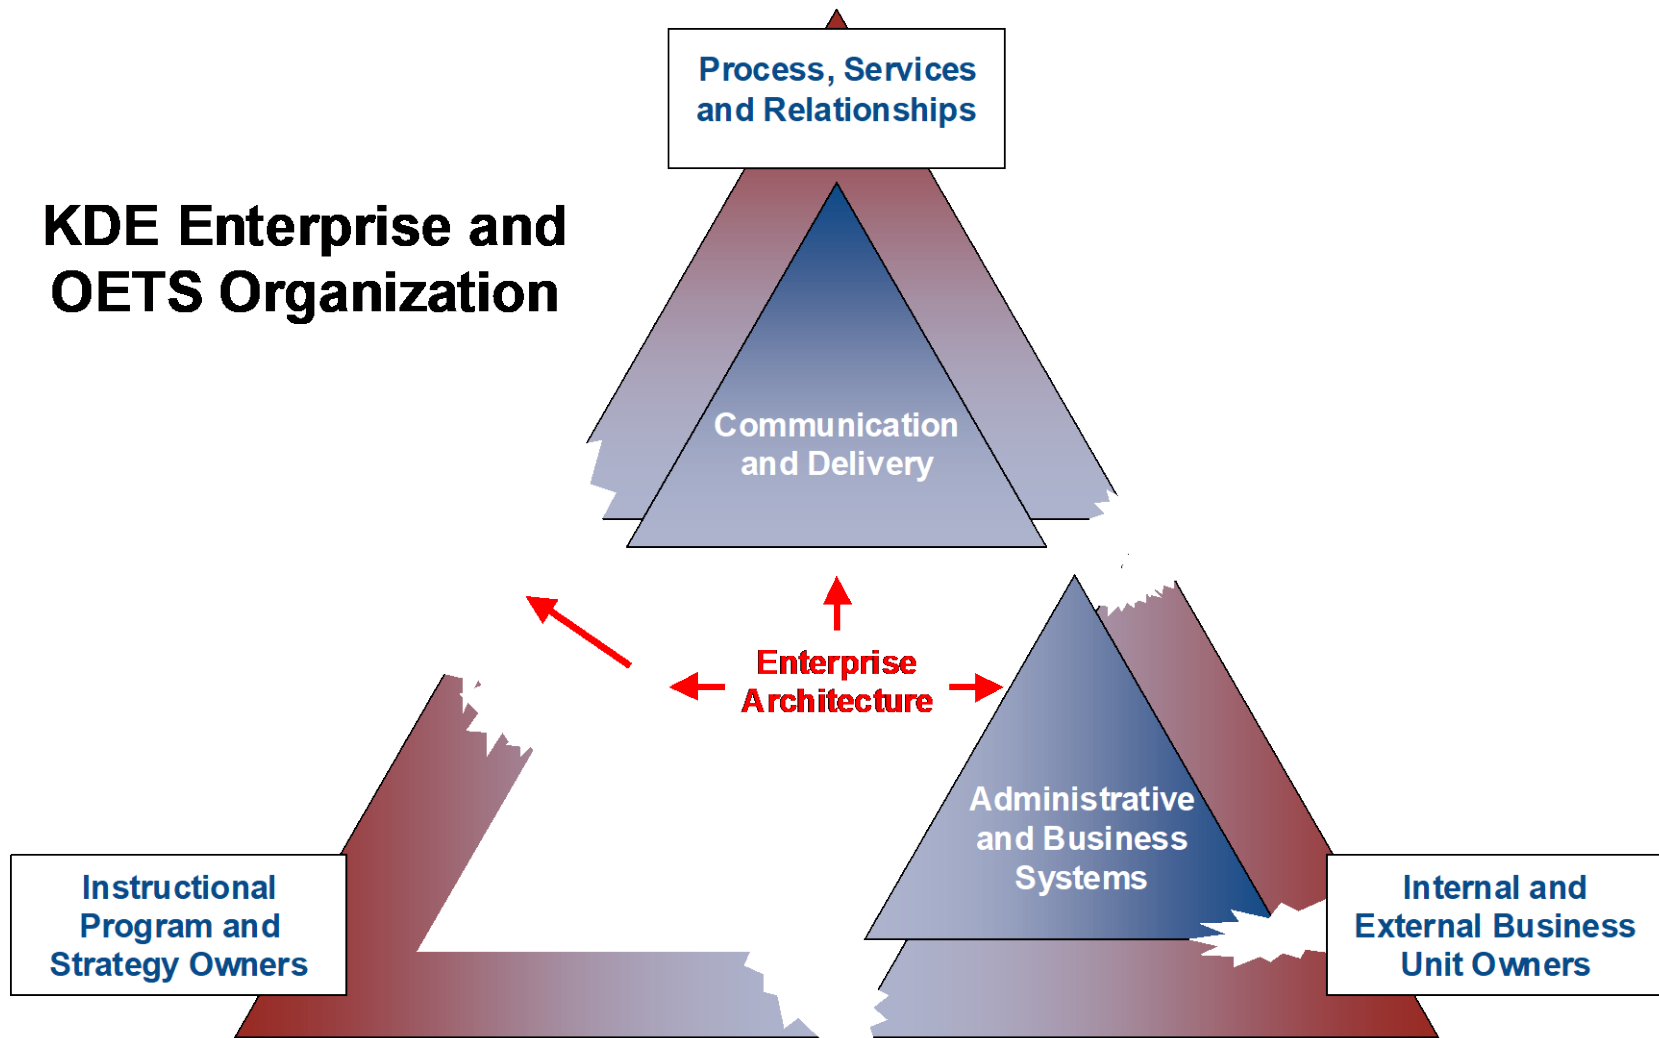 Process, Services
and Relationships
KDE Enterprise and
OETS Organization
Communication
and Delivery
Enterprise
Architecture
Administrative
and Business
Systems
Instructional
Program and
Strategy Owners
Internal and
External Business
Unit Owners